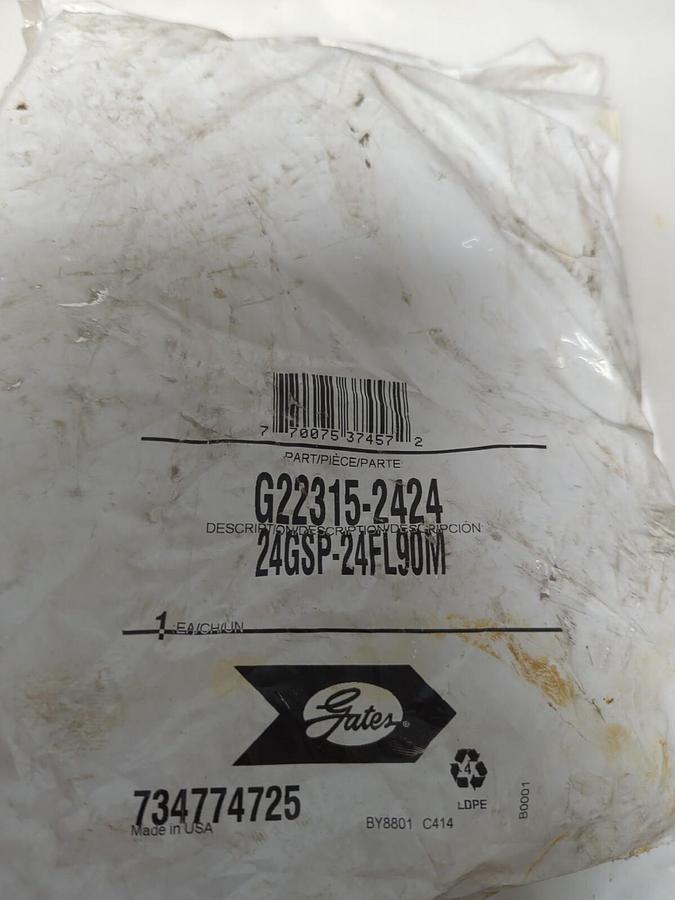 7 70075 37457 2
PART/PIÈCE/PARTE
G22315-2424
DESCRIPTION/DESCRIPTION/DESCRIPCIÓN
24GSP-24FL90M
1 EA/CH/UN
Gates®
4
LDPE
B0001
734774725
Made in USA
BY8801 C414